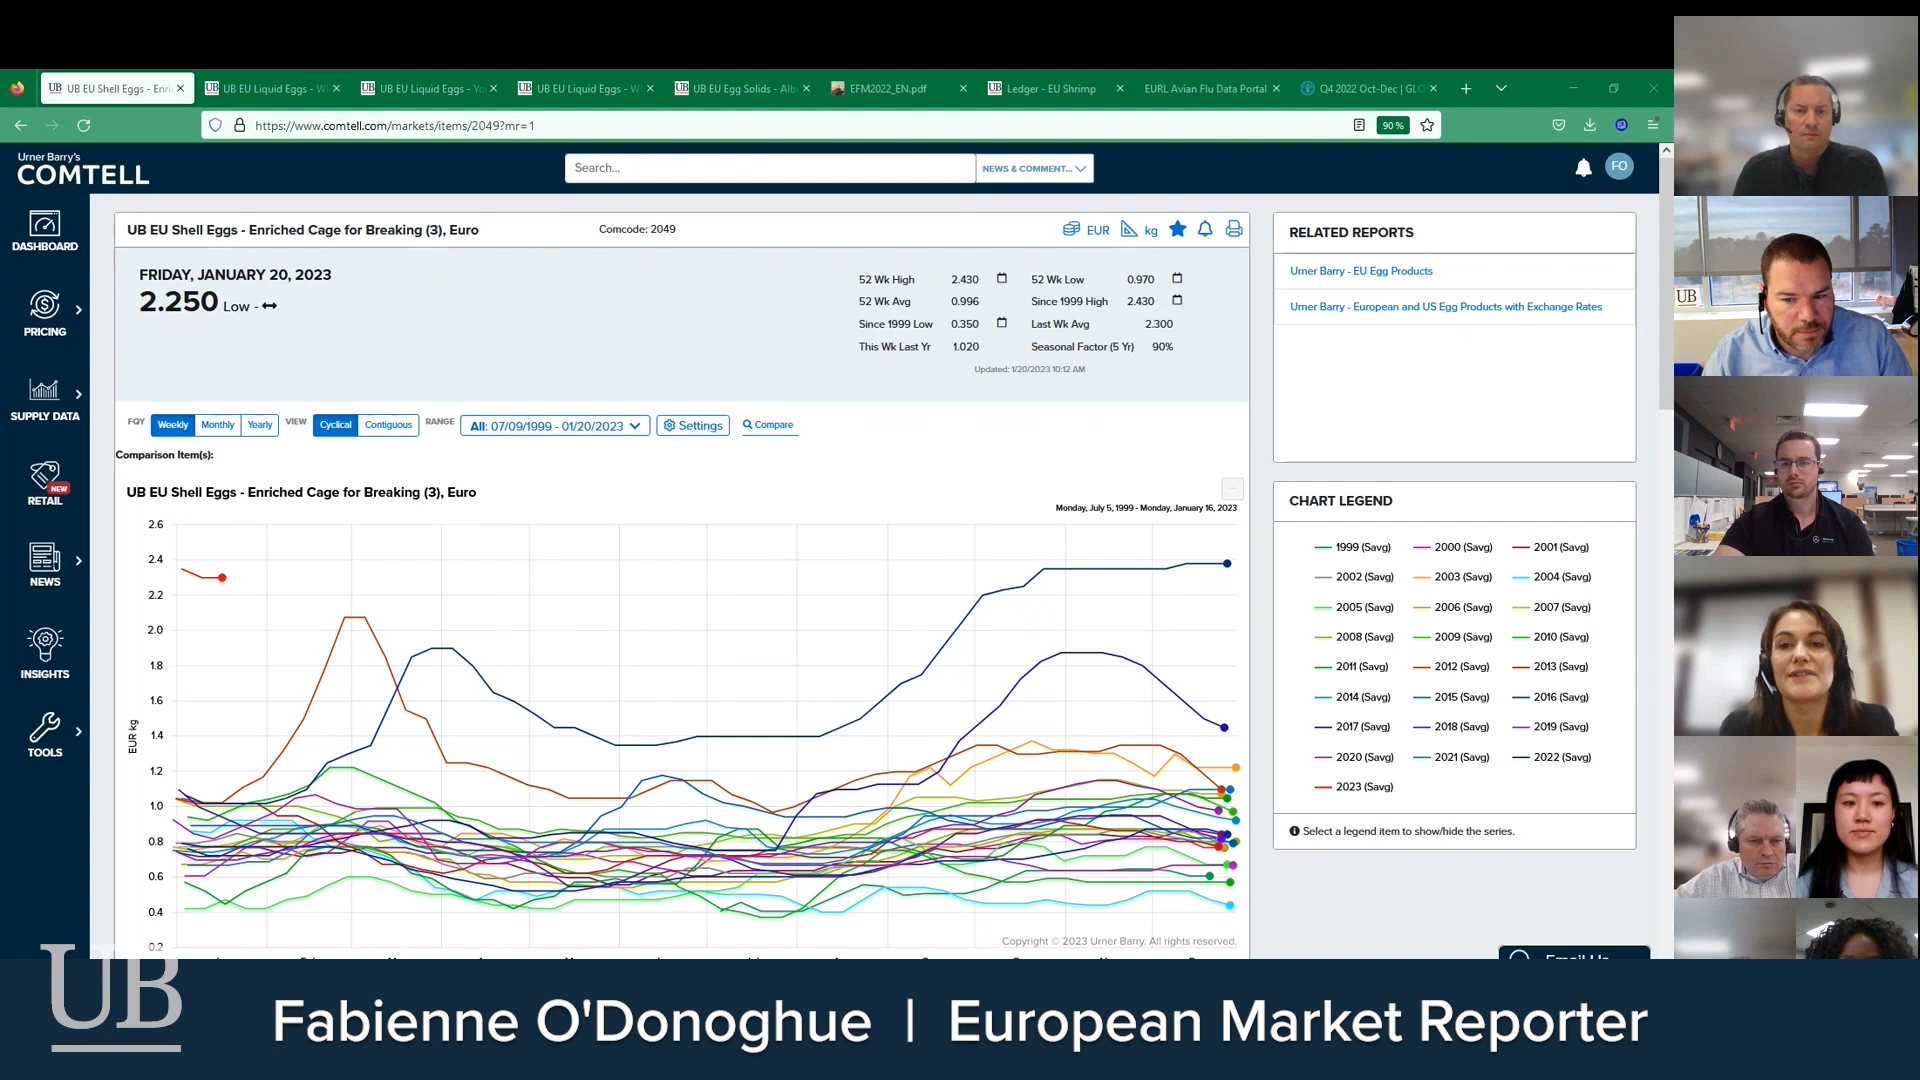 UB EU Shell Eggs - Enri
UB EU Liquid Eggs - W
UB EU Liquid Eggs - Yo
UB EU Liquid Eggs - W
UB EU Egg Solids - Alb
EFM2022_EN.pdf
Ledger - EU Shrimp
EURL Avian Flu Data Portal
Q4 2022 Oct-Dec | GLO
https://www.comtell.com/markets/items/2049?mr=1
90%
Urner Barry's
COMTELL
Search...
NEWS & COMMENT...
FO
DASHBOARD
PRICING
SUPPLY DATA
NEW
RETAIL
NEWS
INSIGHTS
TOOLS
UB EU Shell Eggs - Enriched Cage for Breaking (3), Euro
Comcode: 2049
EUR
kg
FRIDAY, JANUARY 20, 2023
2.250 Low -
52 Wk High 2.430 52 Wk Low 0.970
52 Wk Avg 0.996 Since 1999 High 2.430
Since 1999 Low 0.350 Last Wk Avg 2.300
This Wk Last Yr 1.020 Seasonal Factor (5 Yr) 90%
Updated: 1/20/2023 10:12 AM
FQY Weekly Monthly Yearly VIEW Cyclical Contiguous RANGE All: 07/09/1999 - 01/20/2023 Settings Compare
Comparison Item(s):
UB EU Shell Eggs - Enriched Cage for Breaking (3), Euro
Monday, July 5, 1999 - Monday, January 16, 2023
EUR kg
2.6
2.4
2.2
2.0
1.8
1.6
1.4
1.2
1.0
0.8
0.6
0.4
0.2
Copyright © 2023 Urner Barry. All rights reserved.
RELATED REPORTS
Urner Barry - EU Egg Products
Urner Barry - European and US Egg Products with Exchange Rates
CHART LEGEND
1999 (Savg) 2000 (Savg) 2001 (Savg)
2002 (Savg) 2003 (Savg) 2004 (Savg)
2005 (Savg) 2006 (Savg) 2007 (Savg)
2008 (Savg) 2009 (Savg) 2010 (Savg)
2011 (Savg) 2012 (Savg) 2013 (Savg)
2014 (Savg) 2015 (Savg) 2016 (Savg)
2017 (Savg) 2018 (Savg) 2019 (Savg)
2020 (Savg) 2021 (Savg) 2022 (Savg)
2023 (Savg)
Select a legend item to show/hide the series.
Email Us
UB
UB
Fabienne O'Donoghue | European Market Reporter